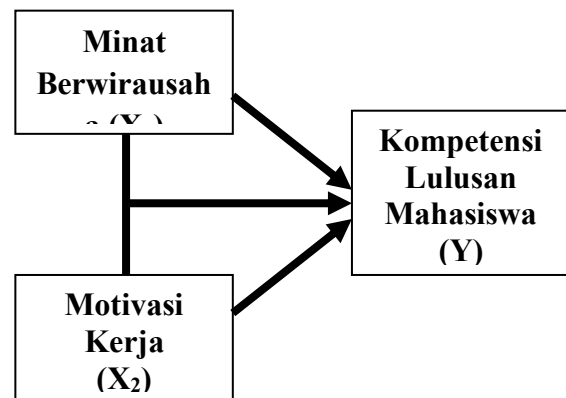 Minat
Berwirausah
Kompetensi
Lulusan
Mahasiswa
(Y)
Motivasi
Kerja
(X₂)